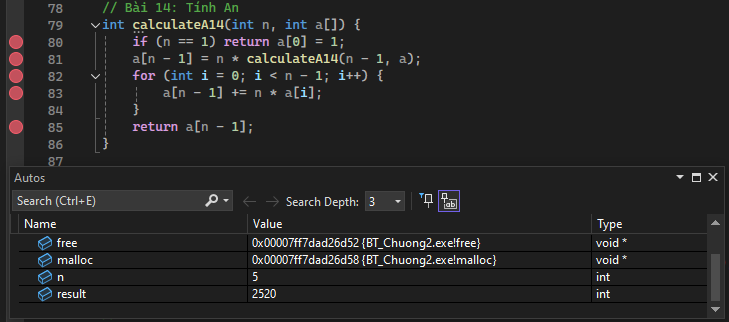 78 // Bài 14: Tính An
79 int calculateA14(int n, int a[]) {
80 if (n == 1) return a[0] = 1;
81 a[n - 1] = n * calculateA14(n - 1, a);
82 for (int i = 0; i < n - 1; i++) {
83 a[n - 1] += n * a[i];
84 }
85 return a[n - 1];
86 }
87
Autos
Search (Ctrl+E) Search Depth: 3
Name Value Type
free 0x00007ff7dad26d52 {BT_Chuong2.exe!free} void *
malloc 0x00007ff7dad26d58 {BT_Chuong2.exe!malloc} void *
n 5 int
result 2520 int